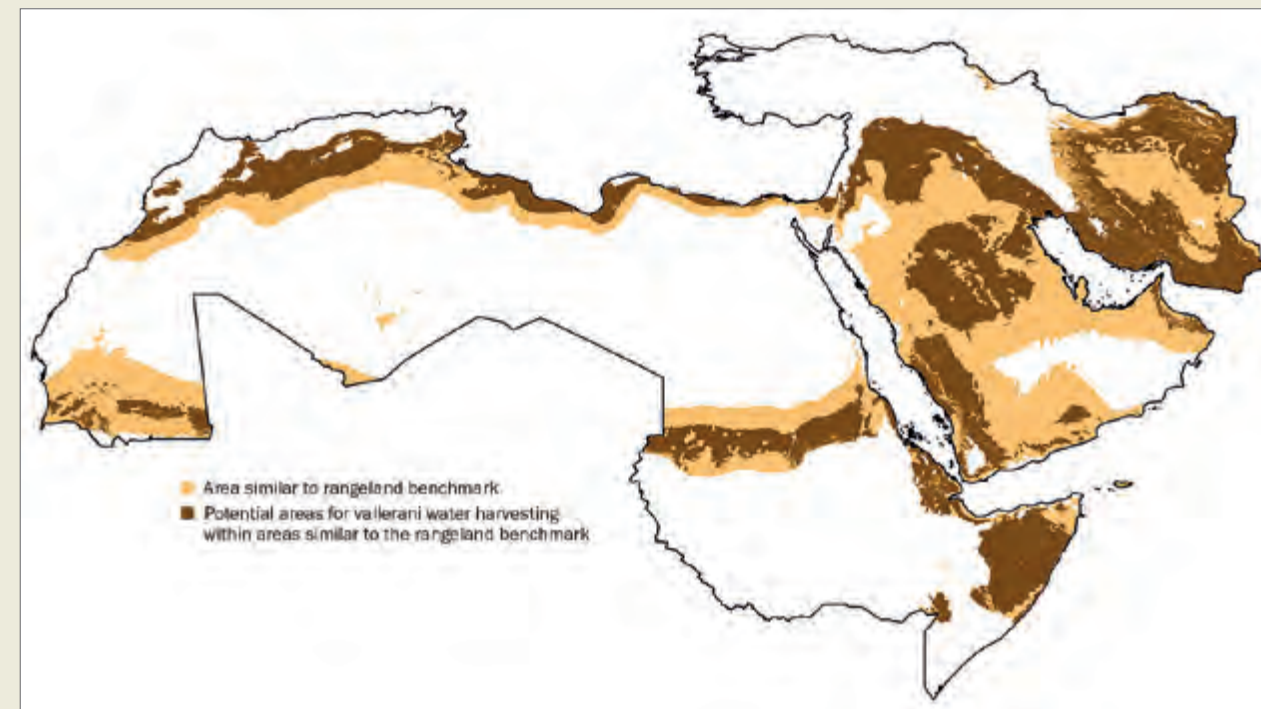 Area similar to rangeland benchmark
Potential areas for vallerani water harvesting
within areas similar to the rangeland benchmark